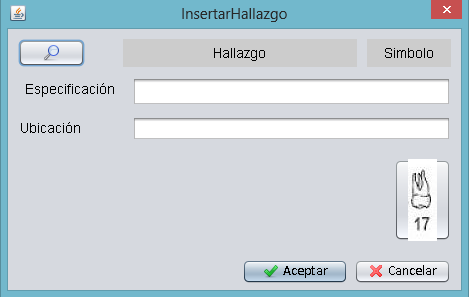 InsertarHallazgo
Hallazgo Simbolo
Especificación
Ubicación
17
Aceptar Cancelar